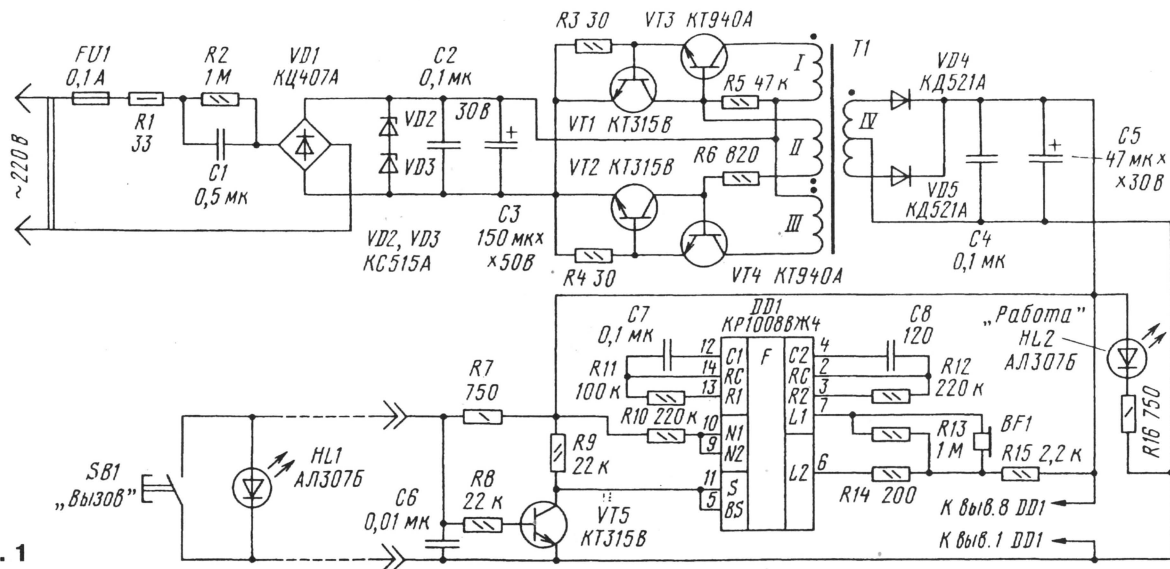 ~220 В
FU1
0,1 А
R1
33
R2
1 М
C1
0,5 мк
VD1
КЦ407А
VD2
VD3
VD2, VD3
КС515А
C2
0,1 мк
30В
C3
150 мк×
×50В
R3 30
VT3 КТ940А
VT1 КТ315В
R5 47 к
VT2 КТ315В
R6 820
R4 30
VT4 КТ940А
I
II
III
IV
T1
VD4
КД521А
VD5
КД521А
C4
0,1 мк
C5
47 мк×
×30В
SB1
„Вызов"
HL1
АЛ307Б
R7
750
C6
0,01 мк
R8
22 к
R9
22 к
VT5
КТ315В
C7
0,1 мк
R11
100 к
R10 220 к
DD1
КР1008ВЖ4
12 C1
14 RC
13 R1
10 N1
9 N2
11 S
5 BS
F
C2 4
RC 2
R2 3
L1 7
L2 6
C8
120
R12
220 к
R13
1 М
BF1
R14 200
R15 2,2 к
К выв.8 DD1
К выв.1 DD1
„Работа"
HL2
АЛ307Б
R16 750
. 1